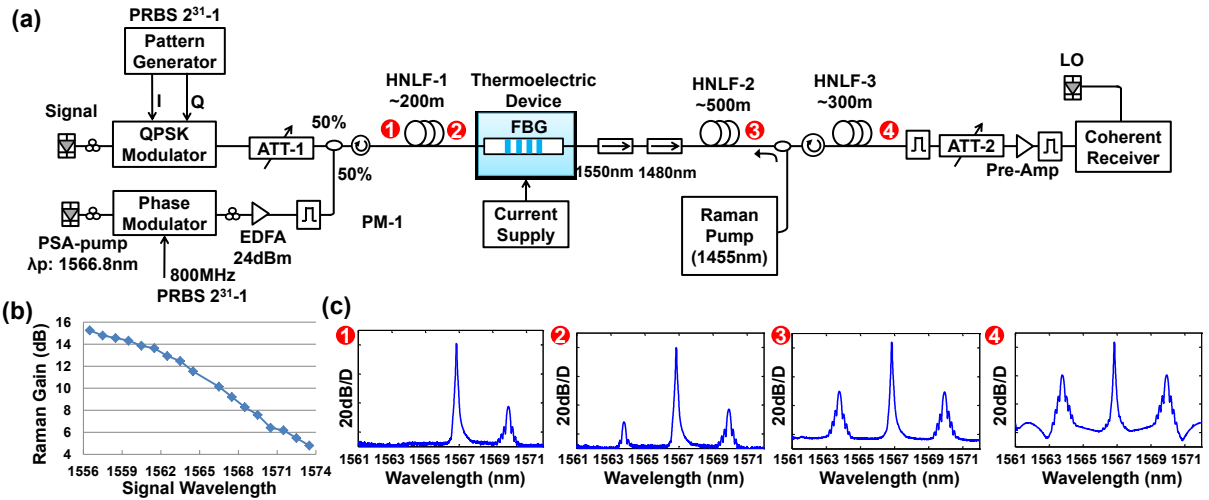 (a)
PRBS 2³¹-1
Pattern
Generator
I
Q
Signal
QPSK
Modulator
ATT-1
50%
50%
PSA-pump
λp: 1566.8nm
Phase
Modulator
800MHz
PRBS 2³¹-1
EDFA
24dBm
PM-1
HNLF-1
~200m
1
2
Thermoelectric
Device
FBG
Current
Supply
1550nm
1480nm
HNLF-2
~500m
3
Raman
Pump
(1455nm)
HNLF-3
~300m
4
ATT-2
Pre-Amp
LO
Coherent
Receiver
(b)
Raman Gain (dB)
16
14
12
10
8
6
4
1556 1559 1562 1565 1568 1571 1574
Signal Wavelength
(c)
1
20dB/D
1561 1563 1565 1567 1569 1571
Wavelength (nm)
2
20dB/D
1561 1563 1565 1567 1569 1571
Wavelength (nm)
3
20dB/D
1561 1563 1565 1567 1569 1571
Wavelength (nm)
4
20dB/D
1561 1563 1565 1567 1569 1571
Wavelength (nm)